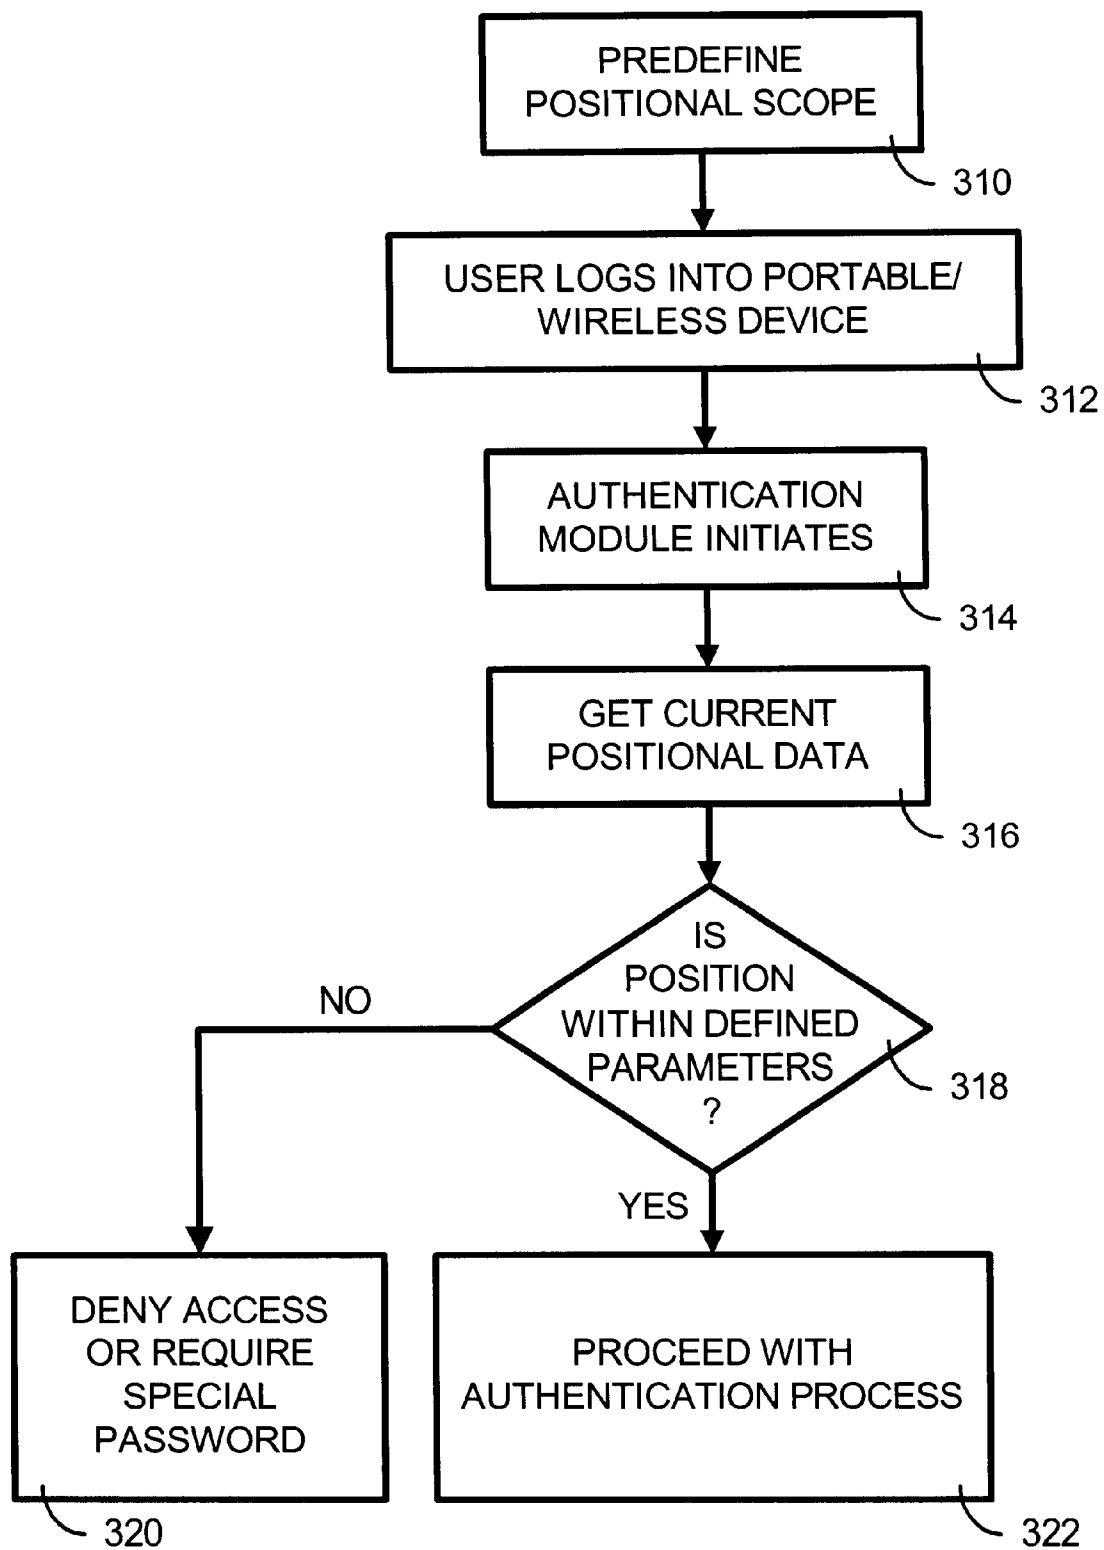 PREDEFINE
POSITIONAL SCOPE
310
USER LOGS INTO PORTABLE/
WIRELESS DEVICE
312
AUTHENTICATION
MODULE INITIATES
314
GET CURRENT
POSITIONAL DATA
316
IS
POSITION
WITHIN DEFINED
PARAMETERS
?
318
NO
YES
DENY ACCESS
OR REQUIRE
SPECIAL
PASSWORD
320
PROCEED WITH
AUTHENTICATION PROCESS
322